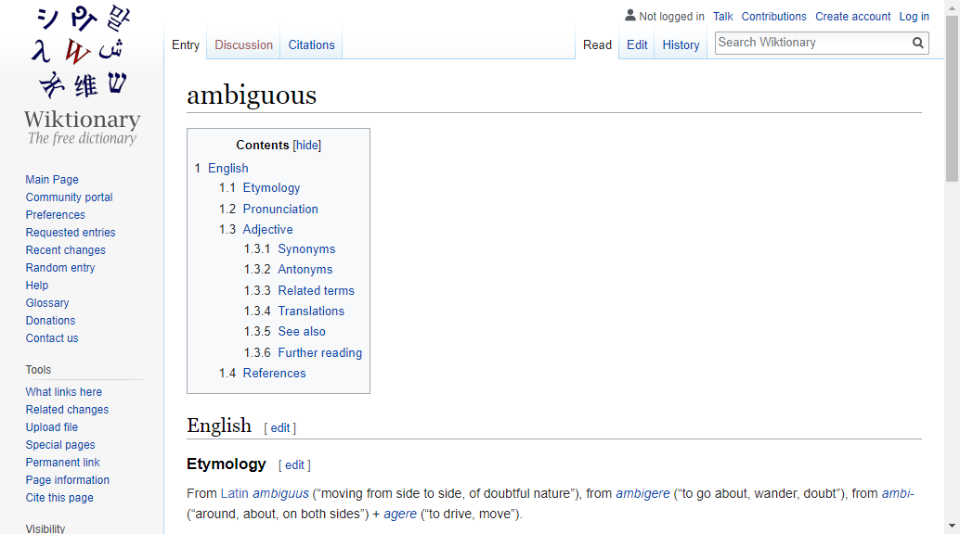 Not logged in Talk Contributions Create account Log in
Entry Discussion Citations Read Edit History Search Wiktionary
シ 말
λ W ش
维 ש
Wiktionary
The free dictionary
Main Page
Community portal
Preferences
Requested entries
Recent changes
Random entry
Help
Glossary
Donations
Contact us
Tools
What links here
Related changes
Upload file
Special pages
Permanent link
Page information
Cite this page
Visibility
ambiguous
Contents [hide]
1 English
1.1 Etymology
1.2 Pronunciation
1.3 Adjective
1.3.1 Synonyms
1.3.2 Antonyms
1.3.3 Related terms
1.3.4 Translations
1.3.5 See also
1.3.6 Further reading
1.4 References
English [ edit ]
Etymology [ edit ]
From Latin ambiguus (“moving from side to side, of doubtful nature”), from ambigere (“to go about, wander, doubt”), from ambi-
(“around, about, on both sides”) + agere (“to drive, move”).